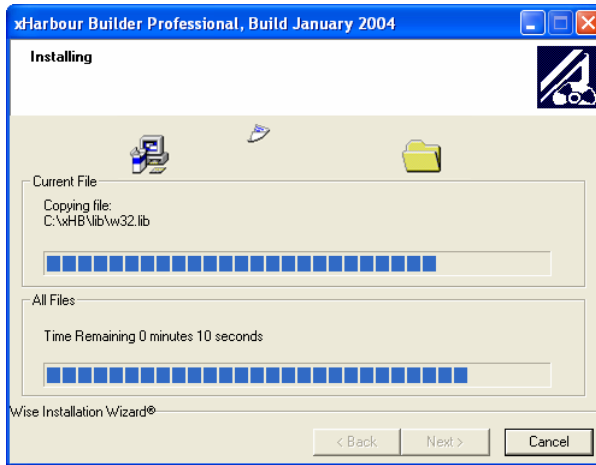 xHarbour Builder Professional, Build January 2004
Installing
Current File
Copying file:
C:\xHB\lib\w32.lib
All Files
Time Remaining 0 minutes 10 seconds
Wise Installation Wizard®
< Back Next > Cancel